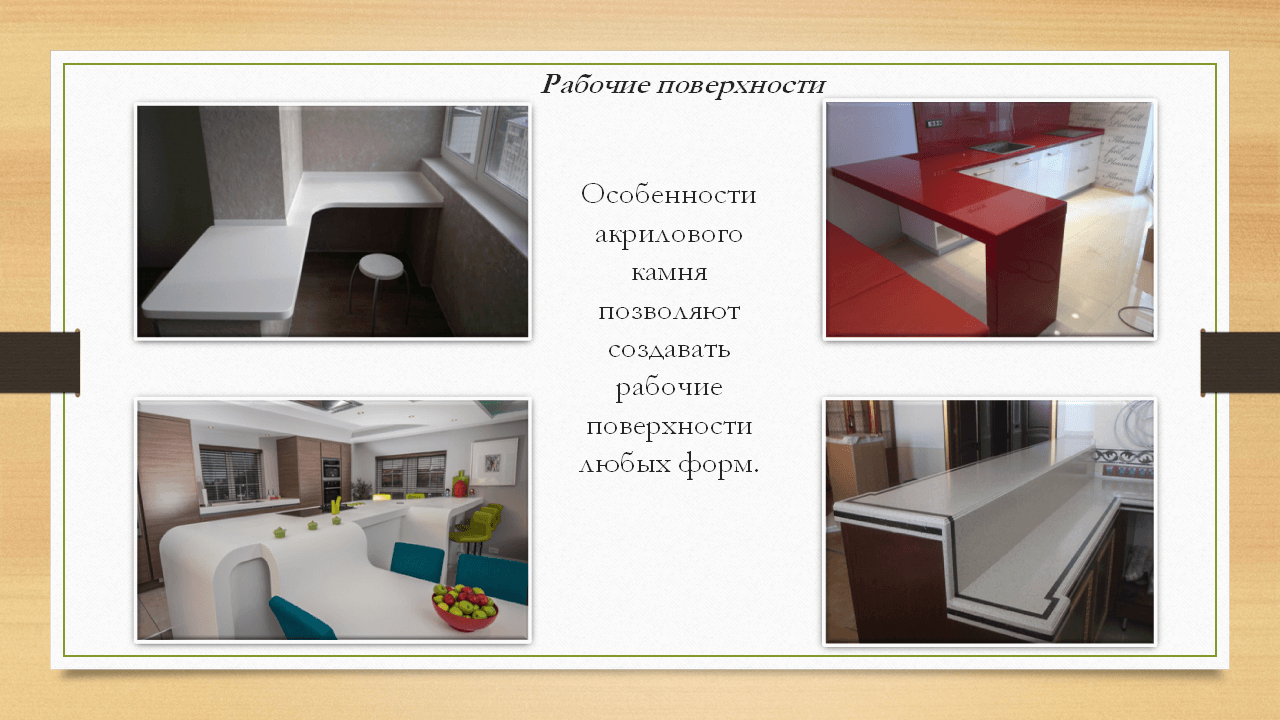 Рабочие поверхности
Особенности
акрилового
камня
позволяют
создавать
рабочие
поверхности
любых форм.